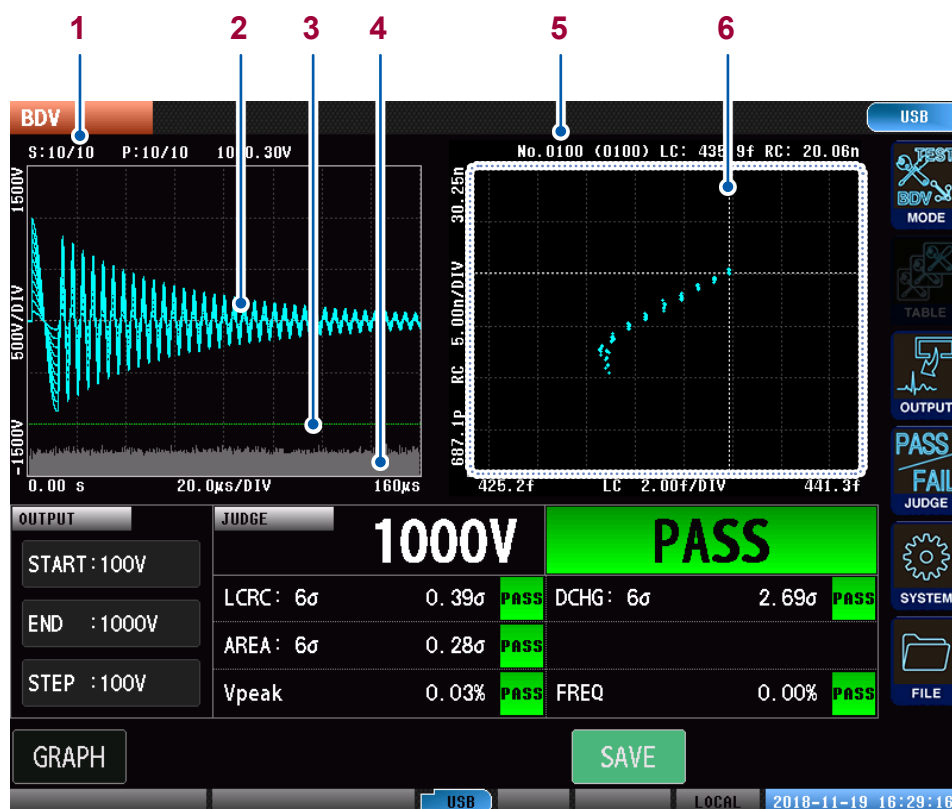 1 2 3 4 5 6
BDV
USB
S:10/10 P:10/10 1000.30V
No.0100 (0100) LC: 435.9f RC: 20.06n
1500V
500V/DIV
-1500V
0.00 s 20.0µs/DIV 160µs
30.25n
RC 5.00n/DIV
687.1P
425.2f LC 2.00f/DIV 441.3f
TEST
BDV
MODE
TABLE
OUTPUT
PASS
FAIL
JUDGE
SYSTEM
FILE
OUTPUT
START:100V
END :1000V
STEP :100V
JUDGE
1000V PASS
LCRC: 6σ 0.39σ PASS DCHG: 6σ 2.69σ PASS
AREA: 6σ 0.28σ PASS
Vpeak 0.03% PASS FREQ 0.00% PASS
GRAPH
SAVE
USB
LOCAL
2018-11-19 16:29:16